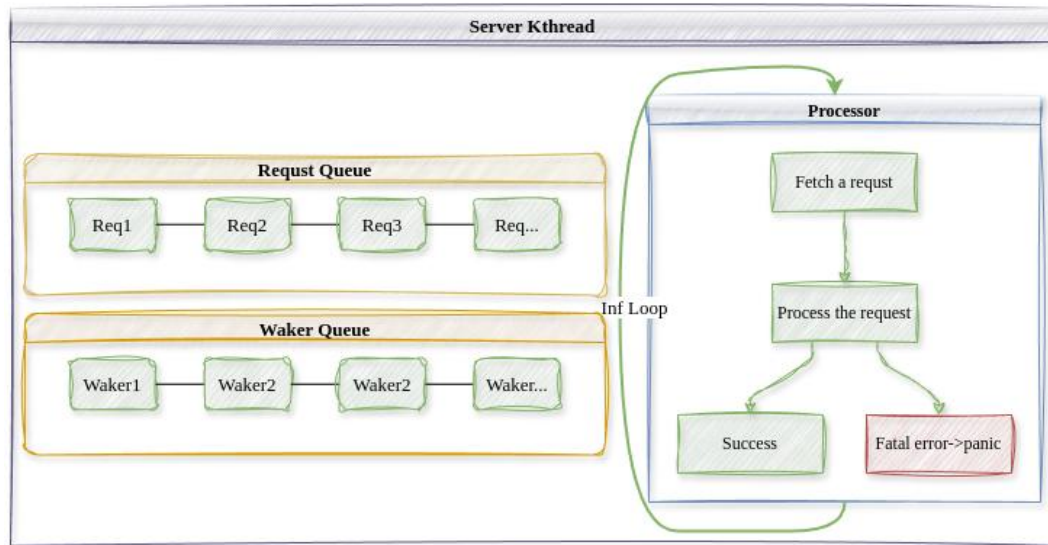 Server Kthread
Requst Queue
Req1
Req2
Req3
Req...
Waker Queue
Waker1
Waker2
Waker2
Waker...
Inf Loop
Processor
Fetch a requst
Process the request
Success
Fatal error->panic